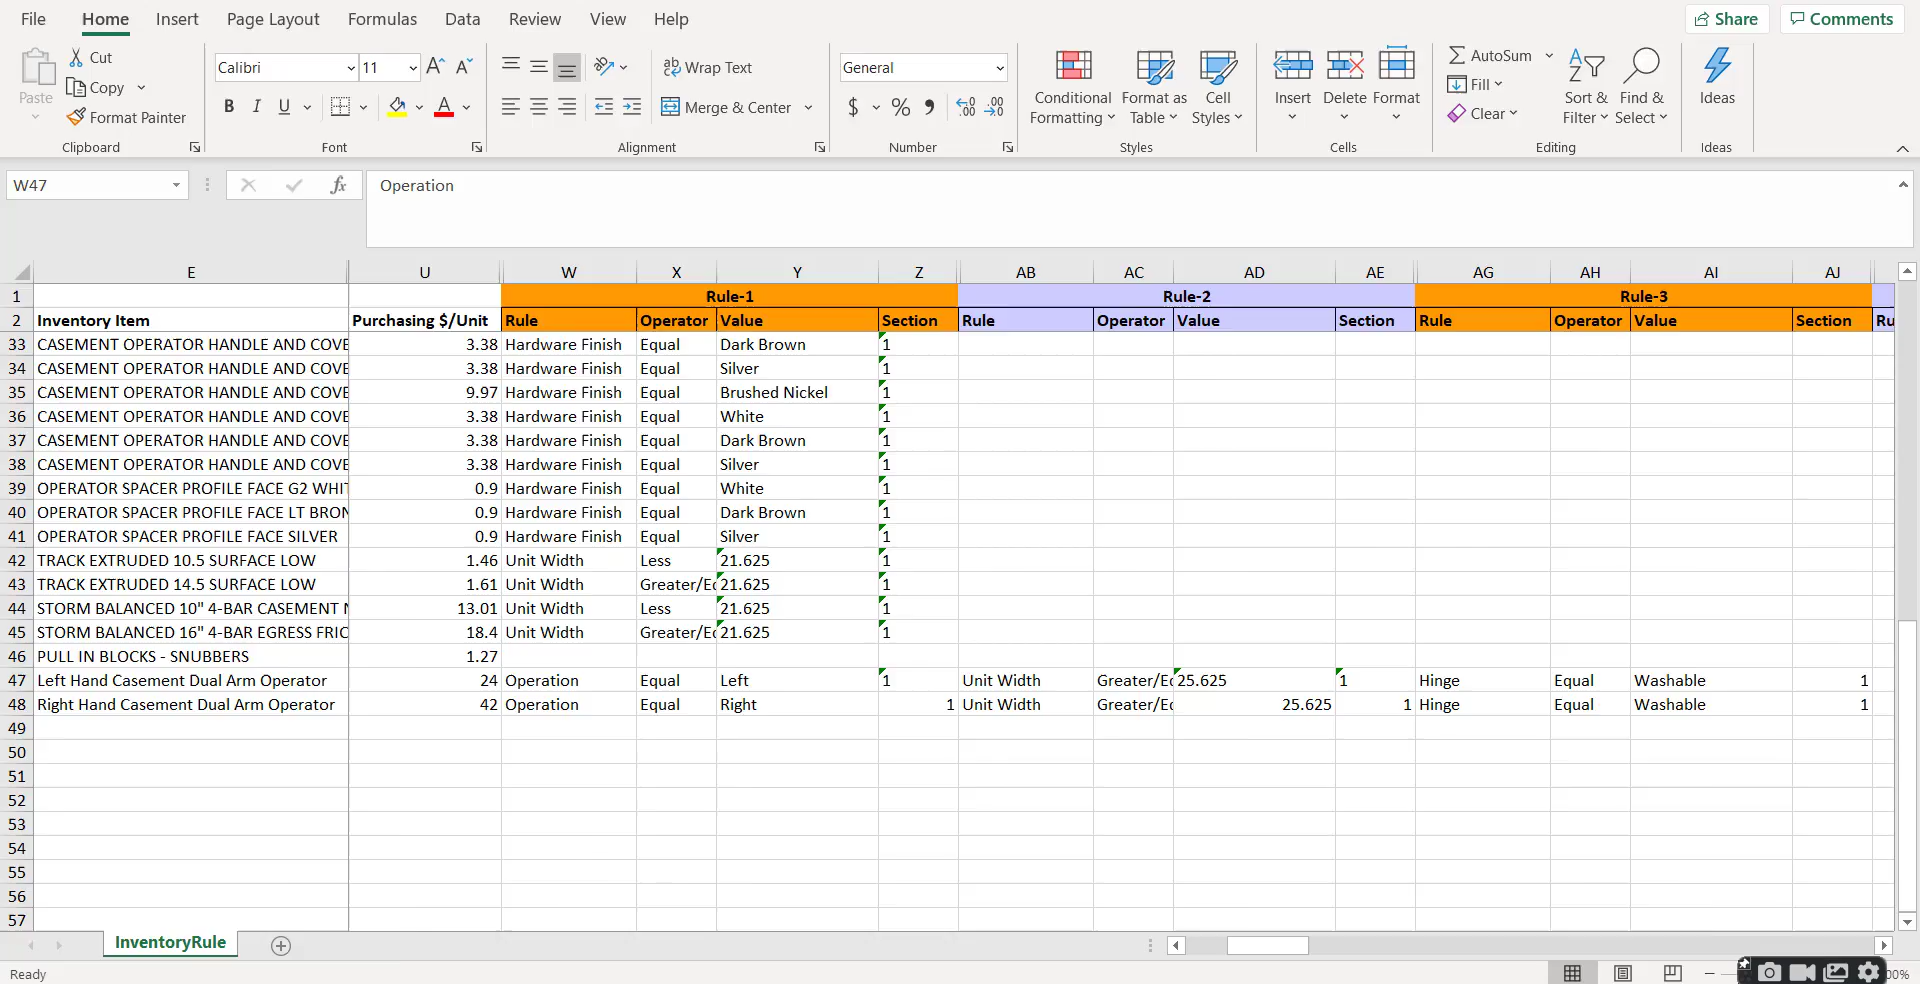 File Home Insert Page Layout Formulas Data Review View Help Share Comments
Paste Cut Copy Format Painter Clipboard
Calibri 11 B I U A Font
Wrap Text Merge & Center Alignment
General $ % Number
Conditional Formatting Format as Table Cell Styles Styles
Insert Delete Format Cells
AutoSum Fill Clear Sort & Filter Find & Select Editing
Ideas Ideas
W47 fx Operation
E U W X Y Z AB AC AD AE AG AH AI AJ
1 Rule-1 Rule-2 Rule-3
2 Inventory Item Purchasing $/Unit Rule Operator Value Section Rule Operator Value Section Rule Operator Value Section Ru
33 CASEMENT OPERATOR HANDLE AND COVE 3.38 Hardware Finish Equal Dark Brown 1
34 CASEMENT OPERATOR HANDLE AND COVE 3.38 Hardware Finish Equal Silver 1
35 CASEMENT OPERATOR HANDLE AND COVE 9.97 Hardware Finish Equal Brushed Nickel 1
36 CASEMENT OPERATOR HANDLE AND COVE 3.38 Hardware Finish Equal White 1
37 CASEMENT OPERATOR HANDLE AND COVE 3.38 Hardware Finish Equal Dark Brown 1
38 CASEMENT OPERATOR HANDLE AND COVE 3.38 Hardware Finish Equal Silver 1
39 OPERATOR SPACER PROFILE FACE G2 WHIT 0.9 Hardware Finish Equal White 1
40 OPERATOR SPACER PROFILE FACE LT BRON 0.9 Hardware Finish Equal Dark Brown 1
41 OPERATOR SPACER PROFILE FACE SILVER 0.9 Hardware Finish Equal Silver 1
42 TRACK EXTRUDED 10.5 SURFACE LOW 1.46 Unit Width Less 21.625 1
43 TRACK EXTRUDED 14.5 SURFACE LOW 1.61 Unit Width Greater/Eq 21.625 1
44 STORM BALANCED 10" 4-BAR CASEMENT N 13.01 Unit Width Less 21.625 1
45 STORM BALANCED 16" 4-BAR EGRESS FRIC 18.4 Unit Width Greater/Eq 21.625 1
46 PULL IN BLOCKS - SNUBBERS 1.27
47 Left Hand Casement Dual Arm Operator 24 Operation Equal Left 1 Unit Width Greater/Eq 25.625 1 Hinge Equal Washable 1
48 Right Hand Casement Dual Arm Operator 42 Operation Equal Right 1 Unit Width Greater/Eq 25.625 1 Hinge Equal Washable 1
49
50
51
52
53
54
55
56
57
InventoryRule
Ready